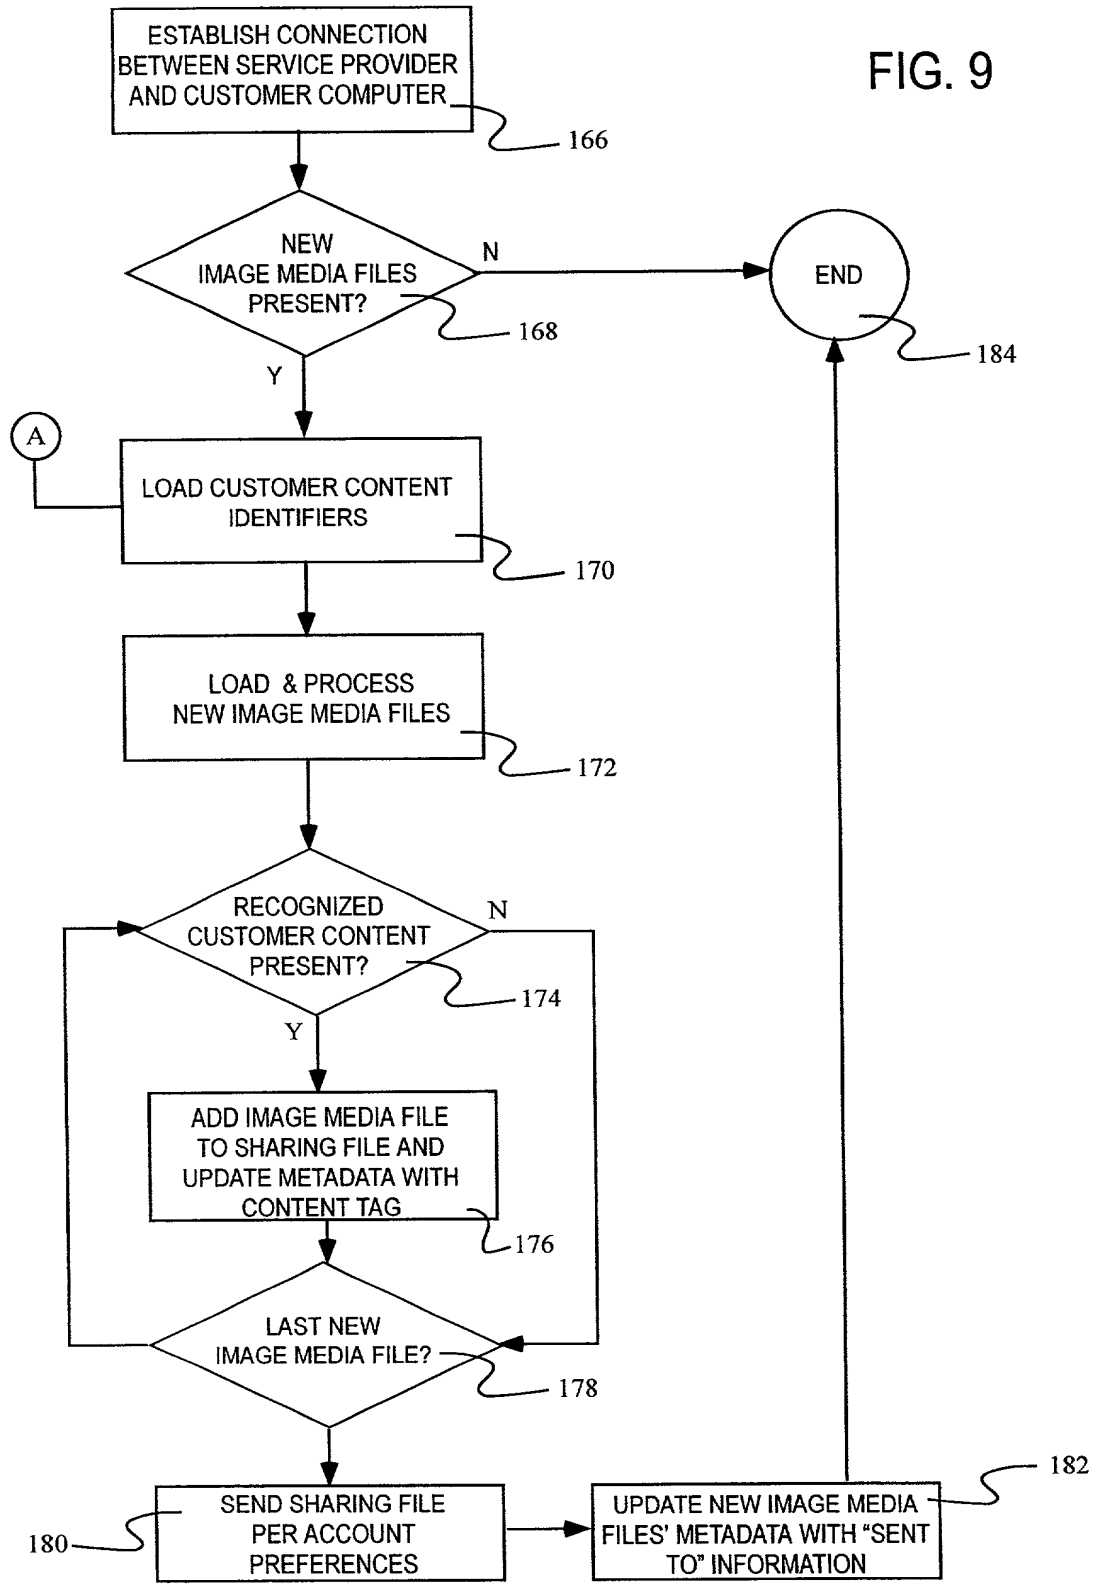 FIG. 9
ESTABLISH CONNECTION
BETWEEN SERVICE PROVIDER
AND CUSTOMER COMPUTER
166
NEW
IMAGE MEDIA FILES
PRESENT?
168
N
END
184
Y
A
LOAD CUSTOMER CONTENT
IDENTIFIERS
170
LOAD & PROCESS
NEW IMAGE MEDIA FILES
172
RECOGNIZED
CUSTOMER CONTENT
PRESENT?
174
N
Y
ADD IMAGE MEDIA FILE
TO SHARING FILE AND
UPDATE METADATA WITH
CONTENT TAG
176
LAST NEW
IMAGE MEDIA FILE?
178
SEND SHARING FILE
PER ACCOUNT
PREFERENCES
180
UPDATE NEW IMAGE MEDIA
FILES’ METADATA WITH “SENT
TO” INFORMATION
182